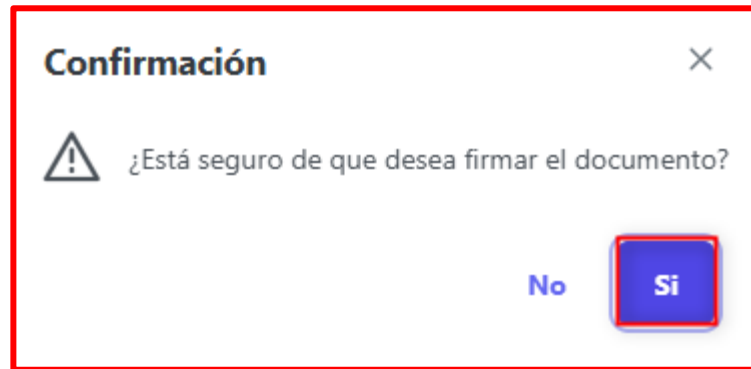 Confirmación
¿Está seguro de que desea firmar el documento?
No
Si